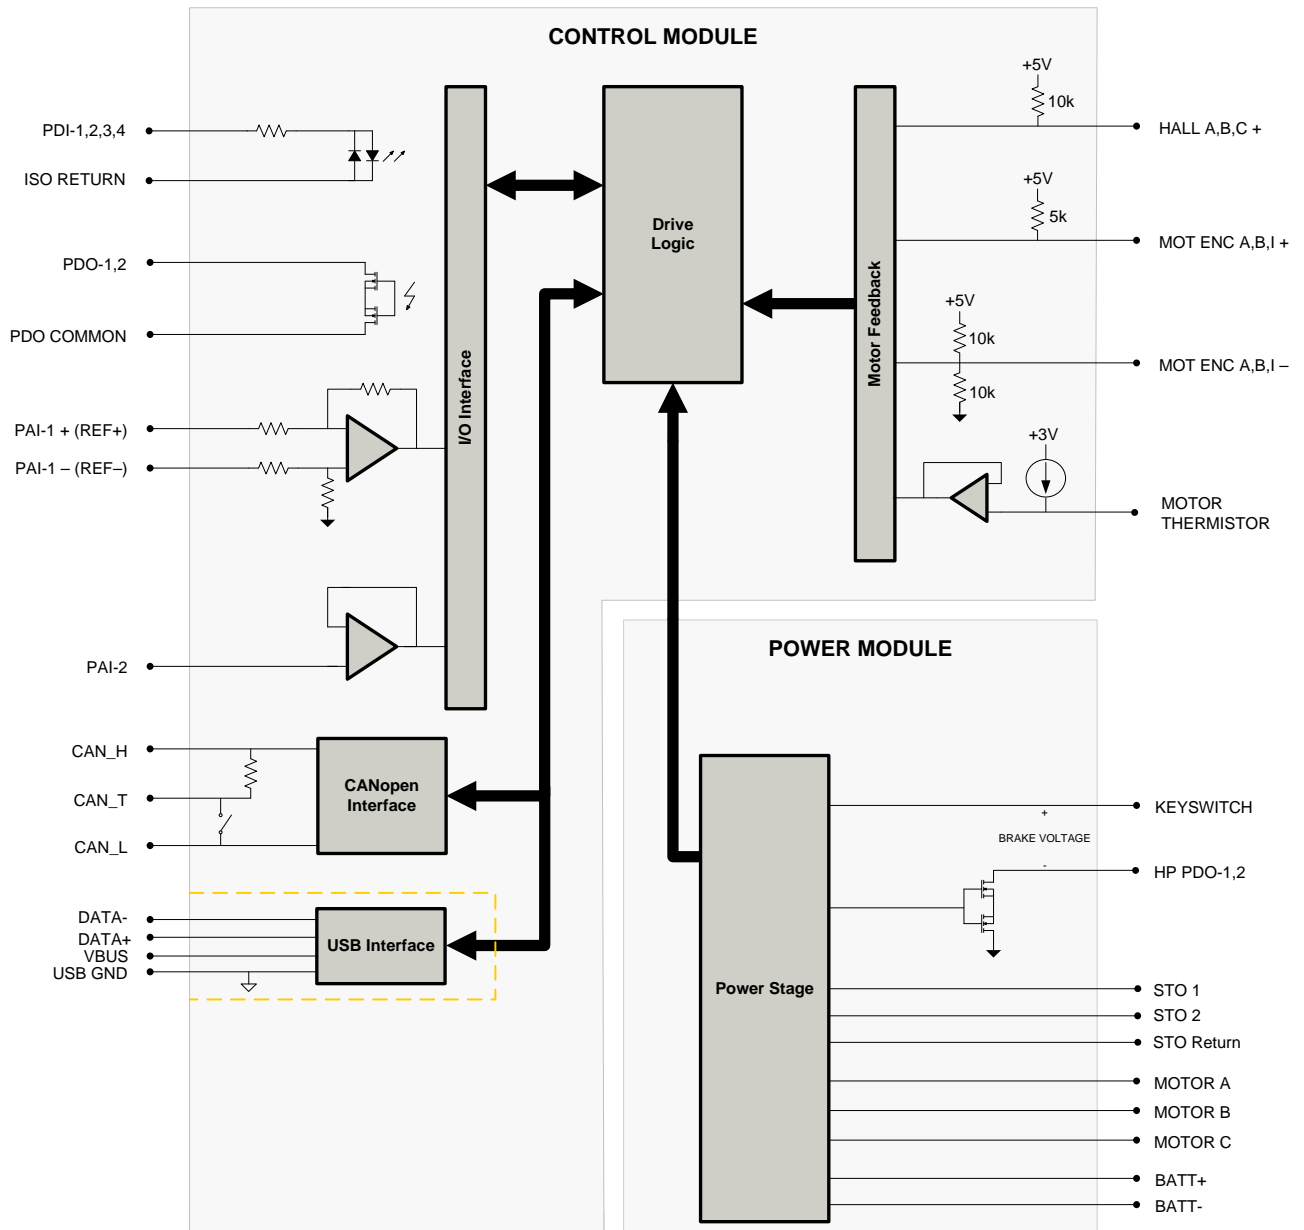 CONTROL MODULE
PDI-1,2,3,4
ISO RETURN
PDO-1,2
PDO COMMON
PAI-1 + (REF+)
PAI-1 – (REF–)
PAI-2
CAN_H
CAN_T
CAN_L
DATA-
DATA+
VBUS
USB GND
I/O Interface
CANopen
Interface
USB Interface
Drive
Logic
Motor Feedback
+5V
10k
HALL A,B,C +
+5V
5k
MOT ENC A,B,I +
+5V
10k
10k
MOT ENC A,B,I –
+3V
MOTOR
THERMISTOR
POWER MODULE
Power Stage
KEYSWITCH
+
BRAKE VOLTAGE
-
HP PDO-1,2
STO 1
STO 2
STO Return
MOTOR A
MOTOR B
MOTOR C
BATT+
BATT-